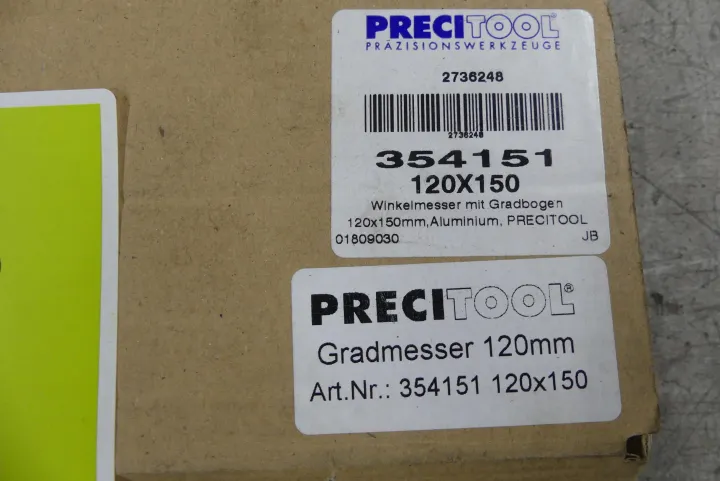 PRECITOOL
PRÄZISIONSWERKZEUGE
2736248
2736248
354151
120X150
Winkelmesser mit Gradbogen
120x150mm,Aluminium, PRECITOOL
01809030 JB
PRECITOOL®
Gradmesser 120mm
Art.Nr.: 354151 120x150